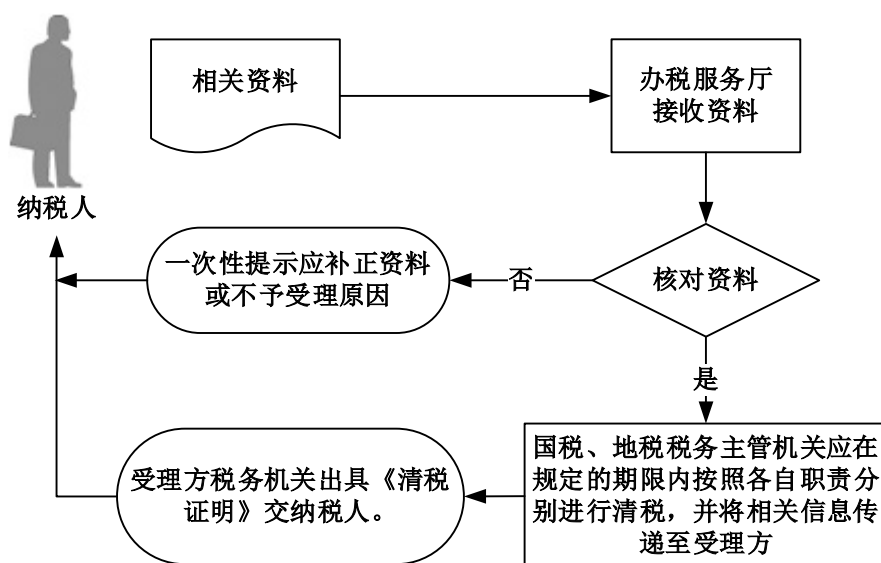 相关资料
办税服务厅
接收资料
纳税人
一次性提示应补正资料
或不予受理原因
否
核对资料
是
受理方税务机关出具《清税
证明》交纳税人。
国税、地税税务主管机关应在
规定的期限内按照各自职责分
别进行清税，并将相关信息传
递至受理方